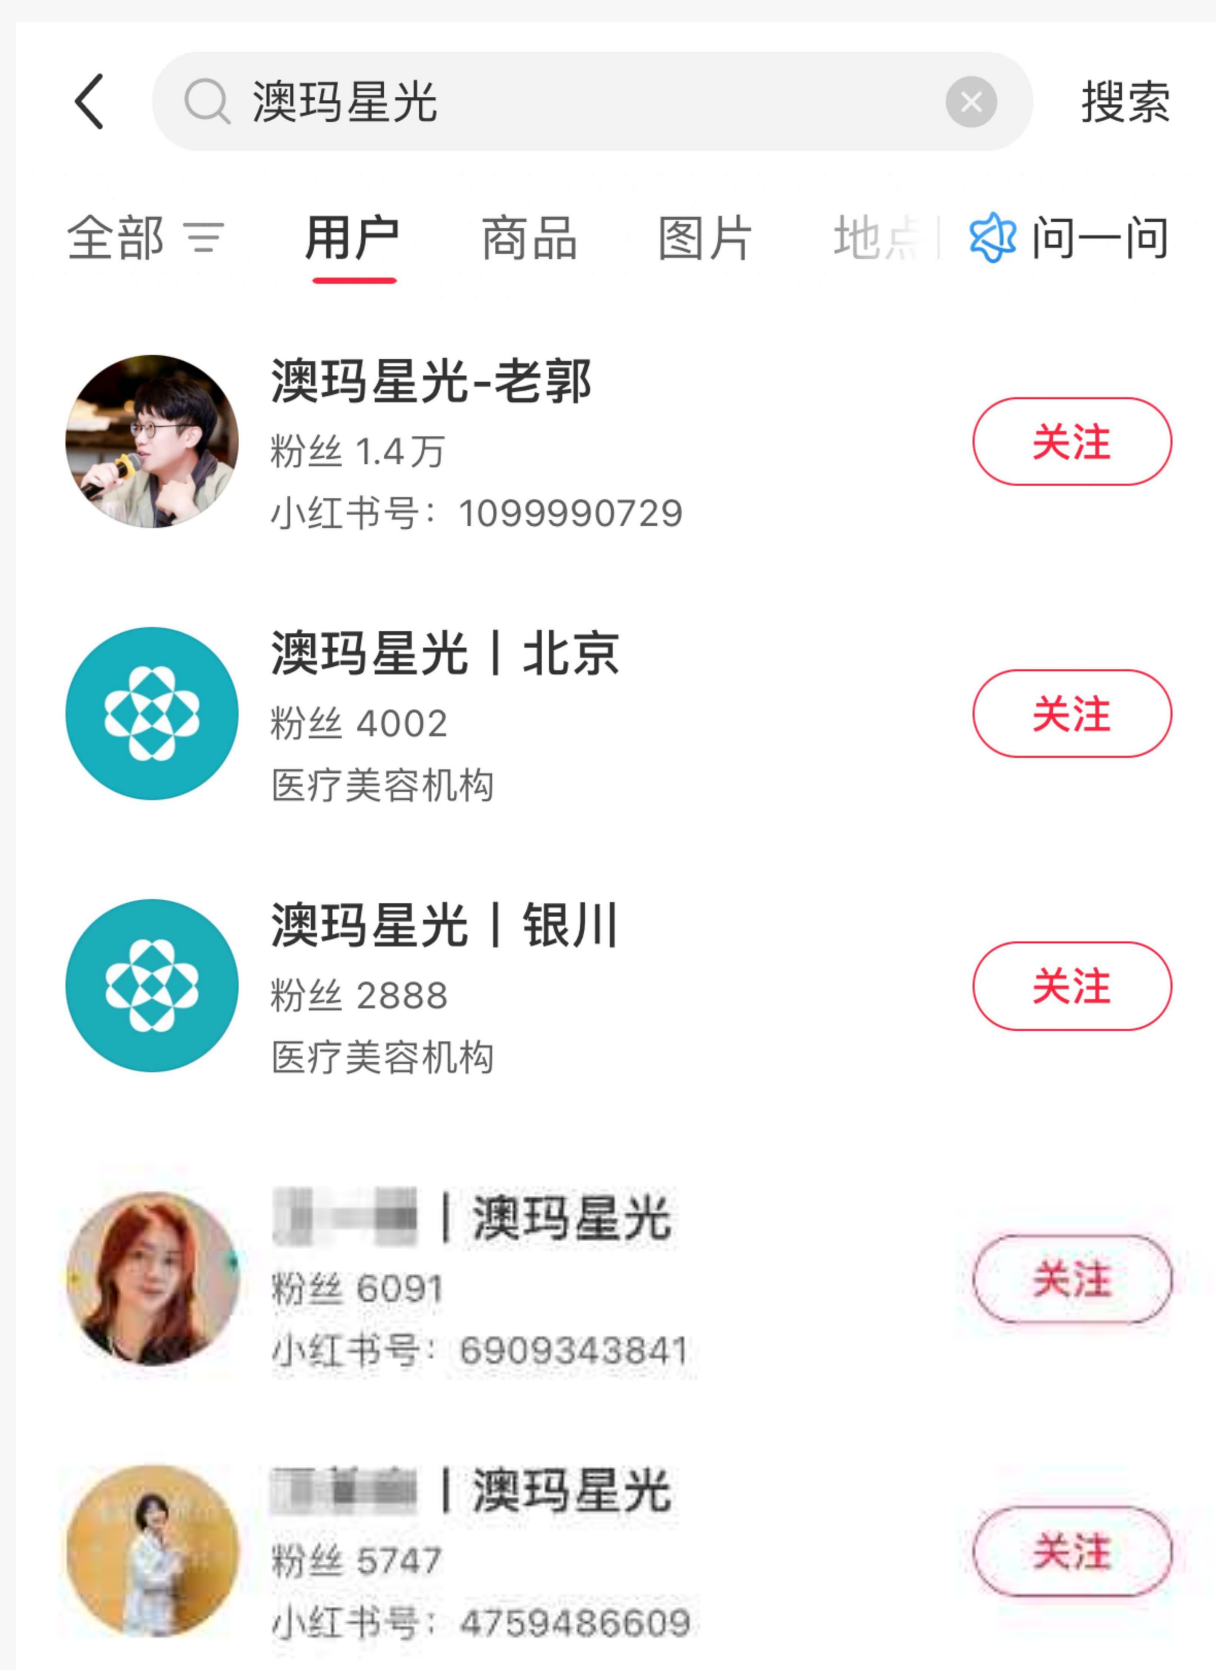 澳玛星光
搜索
全部 用户 商品 图片 地点 问一问
澳玛星光-老郭
粉丝 1.4万
小红书号：1099990729
关注
澳玛星光丨北京
粉丝 4002
医疗美容机构
关注
澳玛星光丨银川
粉丝 2888
医疗美容机构
关注
丨澳玛星光
粉丝 6091
小红书号：6909343841
关注
丨澳玛星光
粉丝 5747
小红书号：4759486609
关注